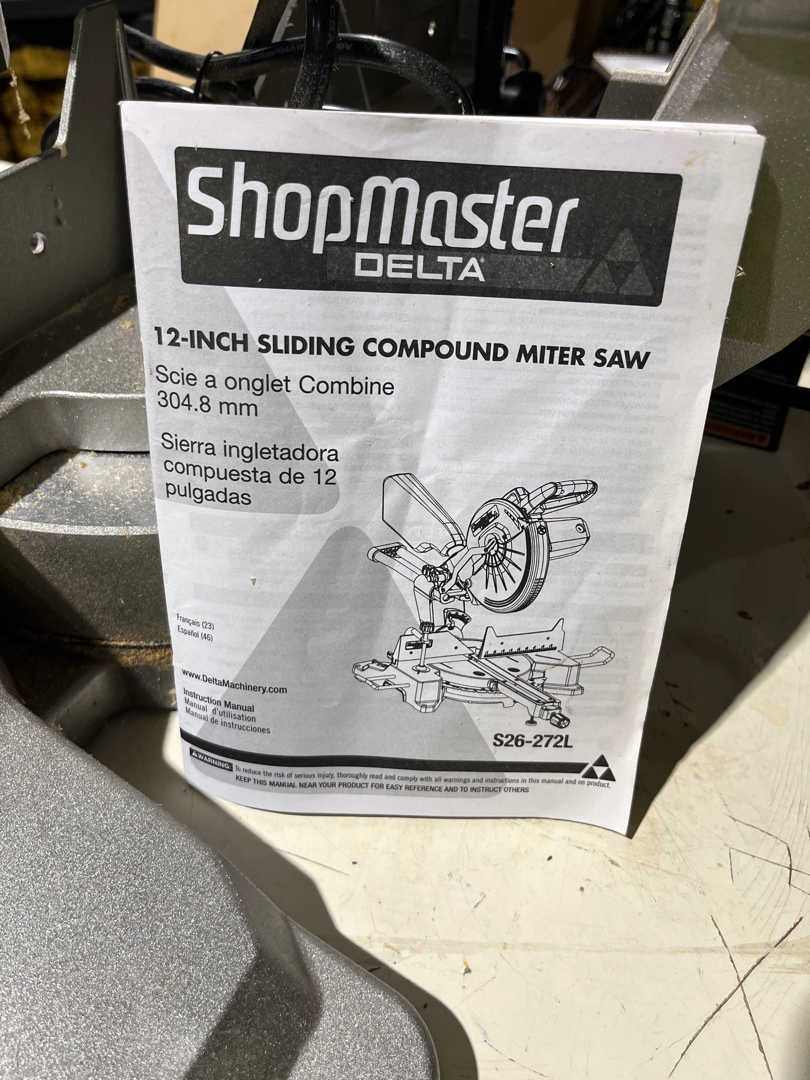 ShopMaster
DELTA
12-INCH SLIDING COMPOUND MITER SAW
Scie a onglet Combine
304.8 mm
Sierra ingletadora
compuesta de 12
pulgadas
Français (23)
Español (46)
www.DeltaMachinery.com
Instruction Manual
Manual d'utilisation
Manual de instrucciones
S26-272L
WARNING: To reduce the risk of serious injury, thoroughly read and comply with all warnings and instructions in this manual and on product.
KEEP THIS MANUAL NEAR YOUR PRODUCT FOR EASY REFERENCE AND TO INSTRUCT OTHERS